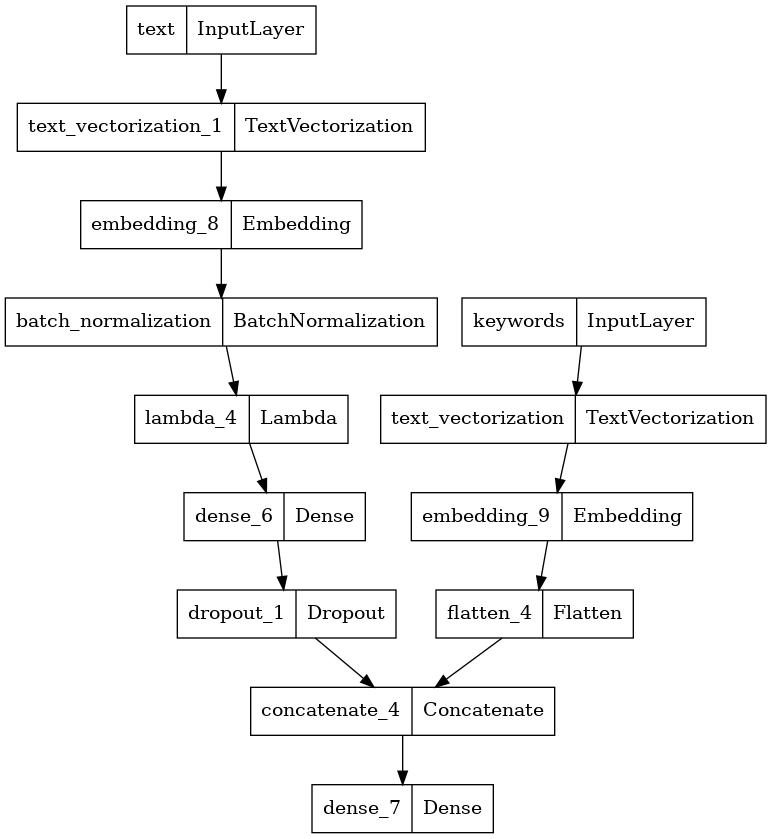 text InputLayer
text_vectorization_1 TextVectorization
embedding_8 Embedding
batch_normalization BatchNormalization
keywords InputLayer
lambda_4 Lambda
text_vectorization TextVectorization
dense_6 Dense
embedding_9 Embedding
dropout_1 Dropout
flatten_4 Flatten
concatenate_4 Concatenate
dense_7 Dense